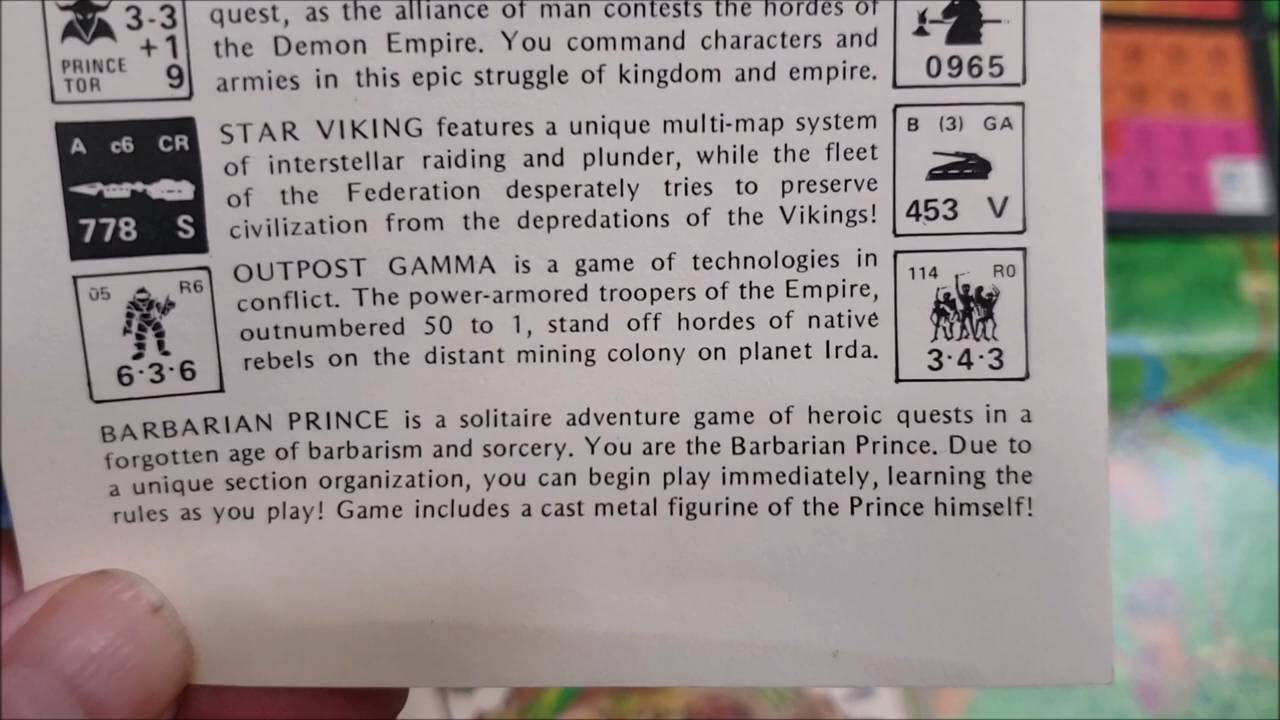 3-3
+1
PRINCE
TOR 9
quest, as the alliance of man contests the hordes of
the Demon Empire. You command characters and
armies in this epic struggle of kingdom and empire.
0965
A c6 CR
778 S
STAR VIKING features a unique multi-map system
of interstellar raiding and plunder, while the fleet
of the Federation desperately tries to preserve
civilization from the depredations of the Vikings!
B (3) GA
453 V
05 R6
6·3·6
OUTPOST GAMMA is a game of technologies in
conflict. The power-armored troopers of the Empire,
outnumbered 50 to 1, stand off hordes of native
rebels on the distant mining colony on planet Irda.
114 R0
3·4·3
BARBARIAN PRINCE is a solitaire adventure game of heroic quests in a
forgotten age of barbarism and sorcery. You are the Barbarian Prince. Due to
a unique section organization, you can begin play immediately, learning the
rules as you play! Game includes a cast metal figurine of the Prince himself!